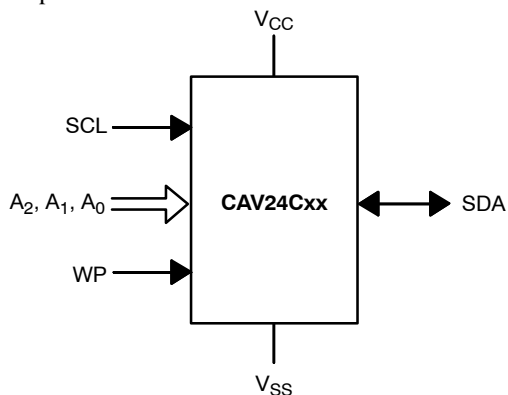 V_CC
SCL
A_2, A_1, A_0
CAV24Cxx
SDA
WP
V_SS